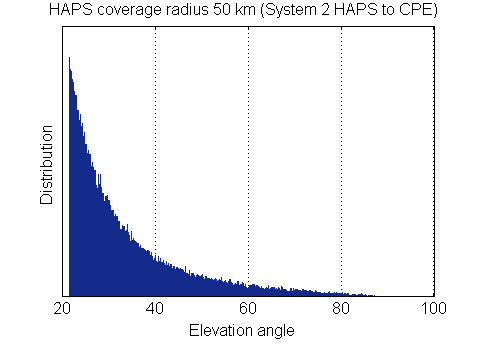 HAPS coverage radius 50 km (System 2 HAPS to CPE)
Distribution
20 40 60 80 100
Elevation angle